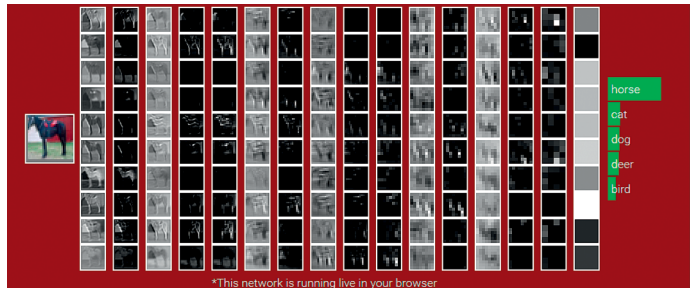 horse
cat
dog
deer
bird
*This network is running live in your browser